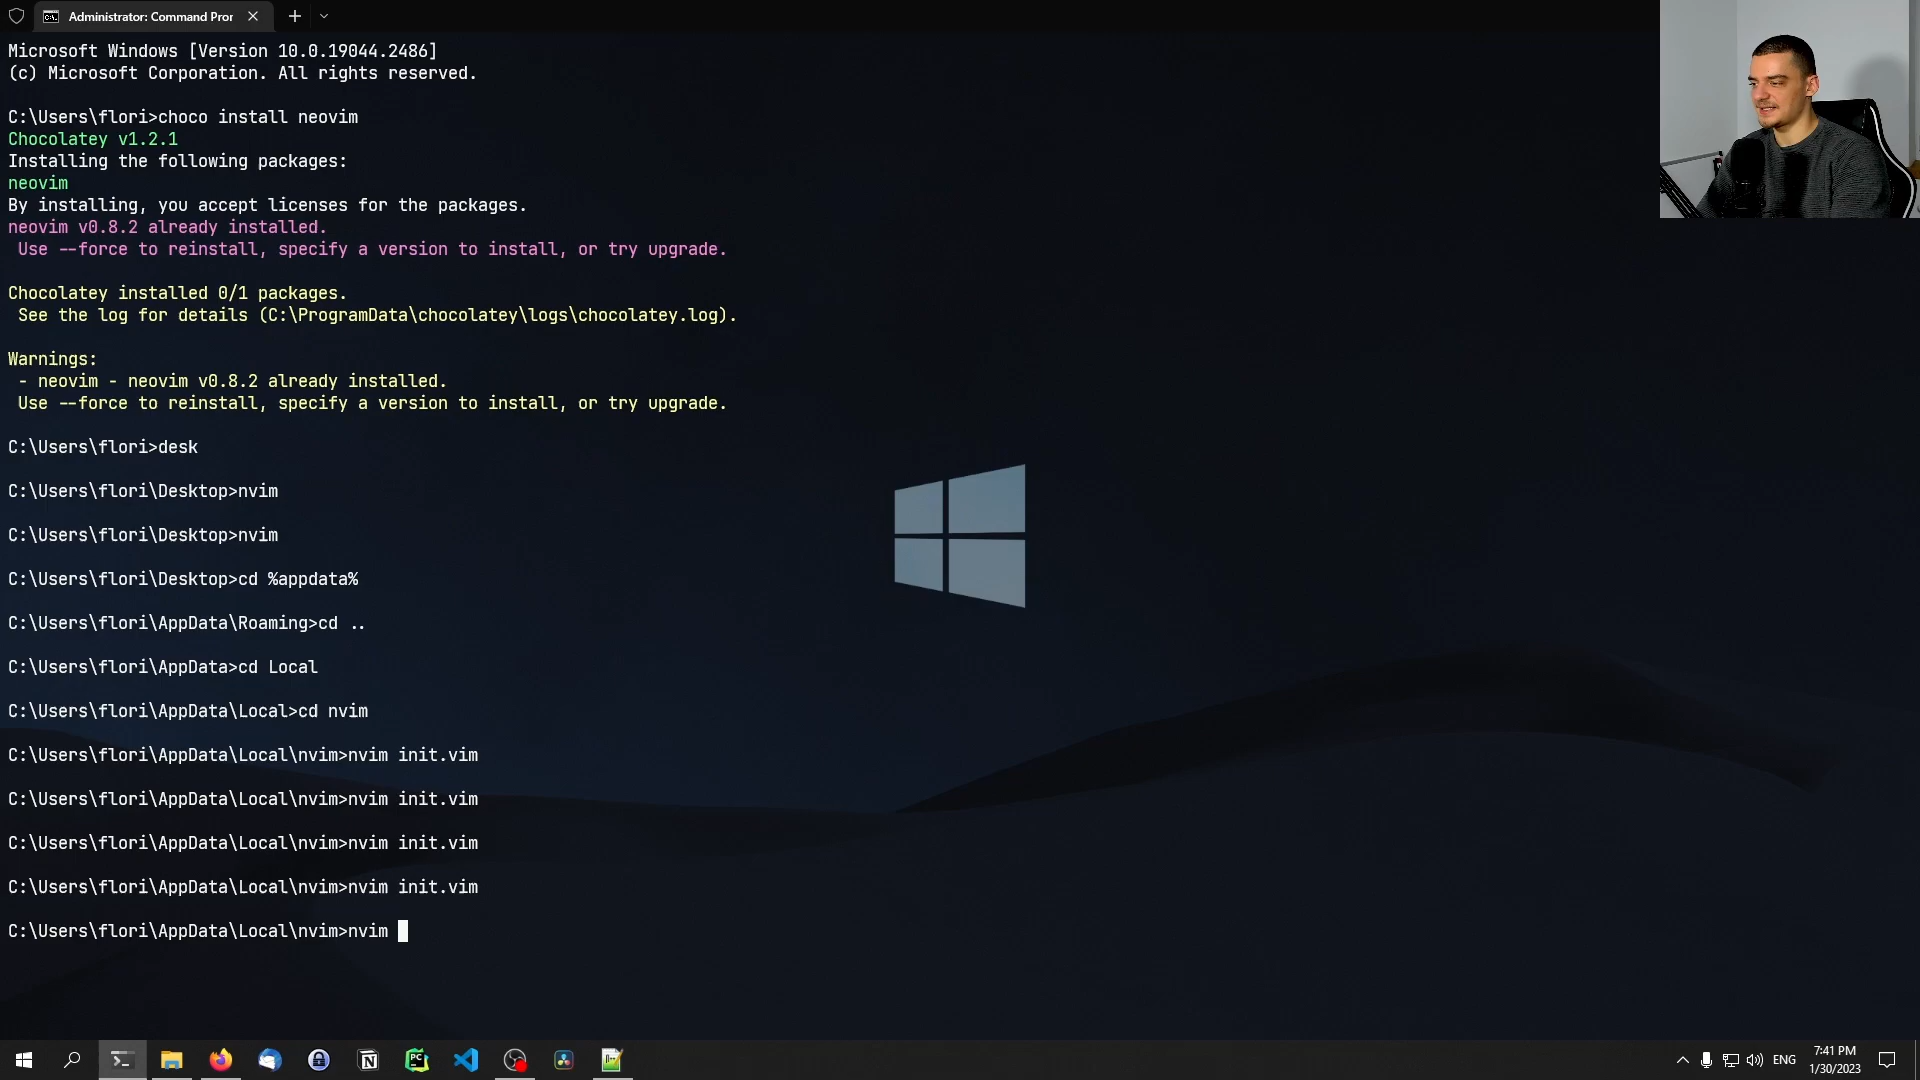 Administrator: Command Pror
Microsoft Windows [Version 10.0.19044.2486]
(c) Microsoft Corporation. All rights reserved.
C:\Users\flori>choco install neovim
Chocolatey v1.2.1
Installing the following packages:
neovim
By installing, you accept licenses for the packages.
neovim v0.8.2 already installed.
Use --force to reinstall, specify a version to install, or try upgrade.
Chocolatey installed 0/1 packages.
See the log for details (C:\ProgramData\chocolatey\logs\chocolatey.log).
Warnings:
- neovim - neovim v0.8.2 already installed.
Use --force to reinstall, specify a version to install, or try upgrade.
C:\Users\flori>desk
C:\Users\flori\Desktop>nvim
C:\Users\flori\Desktop>nvim
C:\Users\flori\Desktop>cd %appdata%
C:\Users\flori\AppData\Roaming>cd ..
C:\Users\flori\AppData>cd Local
C:\Users\flori\AppData\Local>cd nvim
C:\Users\flori\AppData\Local\nvim>nvim init.vim
C:\Users\flori\AppData\Local\nvim>nvim init.vim
C:\Users\flori\AppData\Local\nvim>nvim init.vim
C:\Users\flori\AppData\Local\nvim>nvim init.vim
C:\Users\flori\AppData\Local\nvim>nvim
ENG
7:41 PM
1/30/2023